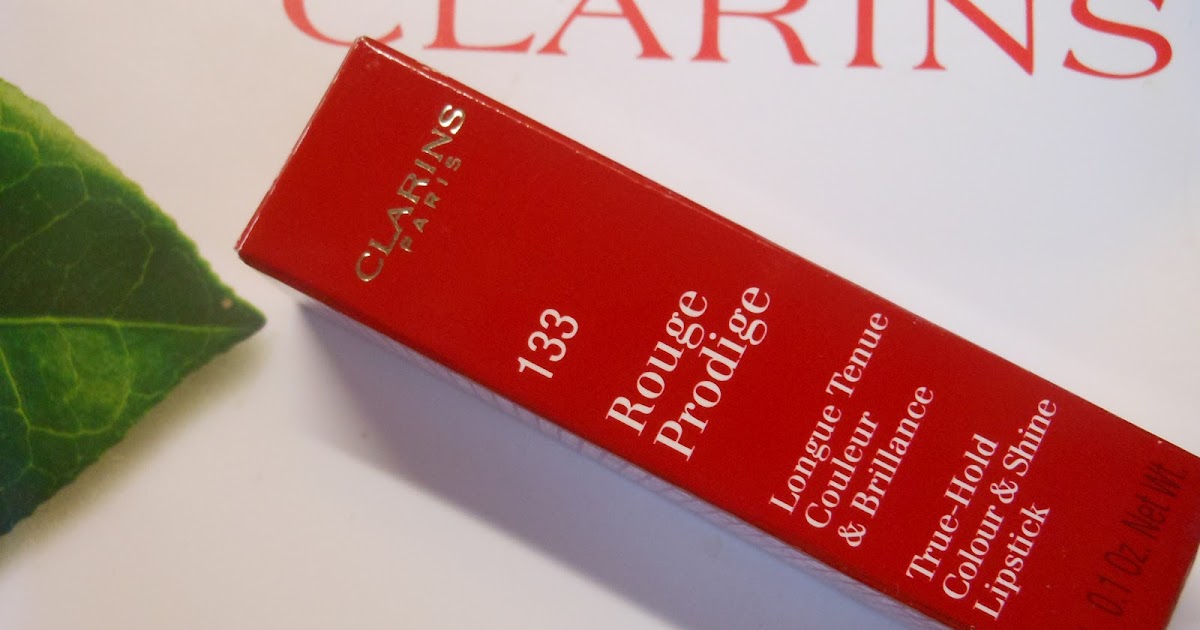 CLARINS
CLARINS
PARIS
133
Rouge
Prodige
Longue Tenue
Couleur
& Brillance
True-Hold
Colour & Shine
Lipstick
0.1 Oz. Net Wt.